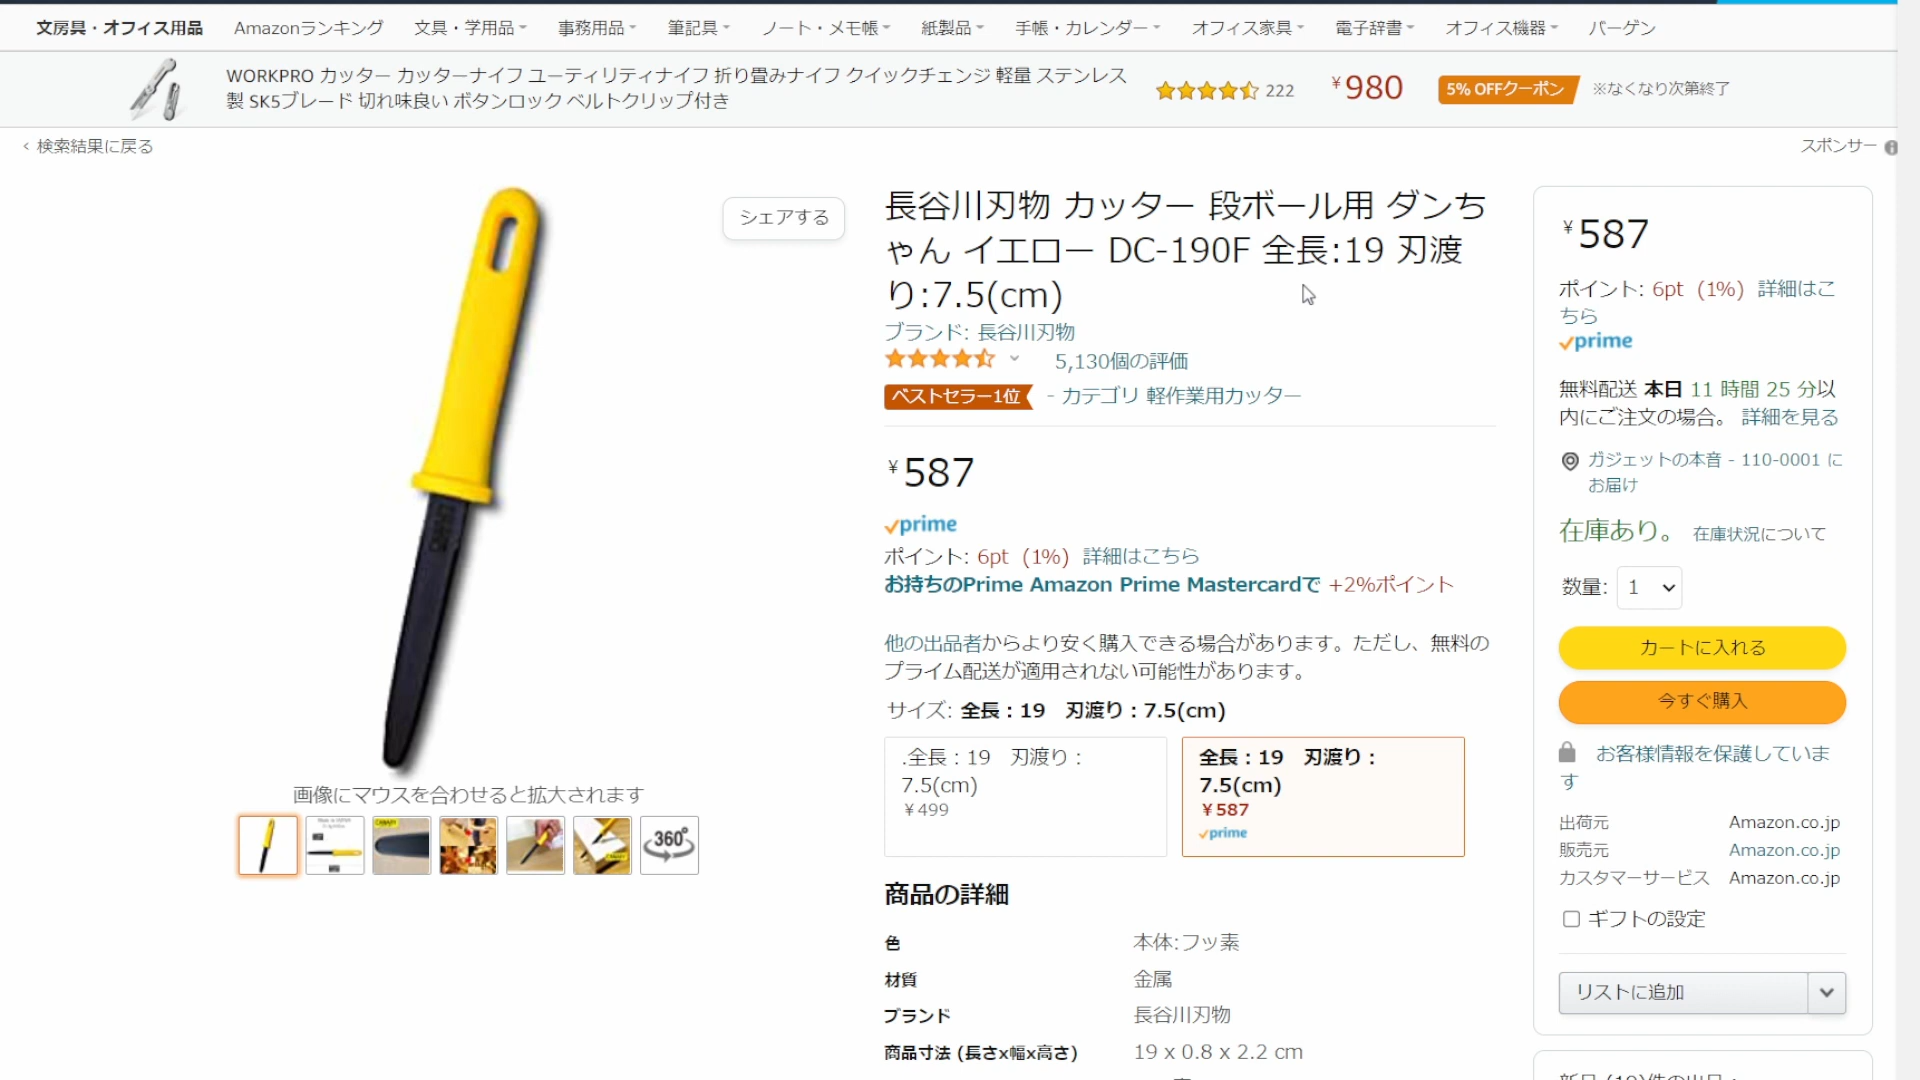 文房具・オフィス用品 Amazonランキング 文具・学用品 事務用品 筆記具 ノート・メモ帳 紙製品 手帳・カレンダー オフィス家具 電子辞書 オフィス機器 バーゲン
WORKPRO カッター カッターナイフ ユーティリティナイフ 折り畳みナイフ クイックチェンジ 軽量 ステンレス
製 SK5ブレード 切れ味良い ボタンロック ベルトクリップ付き
222
¥980
5% OFFクーポン ※なくなり次第終了
‹ 検索結果に戻る
スポンサー
シェアする
画像にマウスを合わせると拡大されます
360°
長谷川刃物 カッター 段ボール用 ダンち
ゃん イエロー DC-190F 全長:19 刃渡
り:7.5(cm)
ブランド: 長谷川刃物
5,130個の評価
ベストセラー1位 - カテゴリ 軽作業用カッター
¥587
prime
ポイント: 6pt (1%) 詳細はこちら
お持ちのPrime Amazon Prime Mastercardで +2%ポイント
他の出品者からより安く購入できる場合があります。ただし、無料の
プライム配送が適用されない可能性があります。
サイズ: 全長：19 刃渡り：7.5(cm)
.全長：19 刃渡り：
7.5(cm)
¥499
全長：19 刃渡り：
7.5(cm)
¥587
prime
商品の詳細
色 本体:フッ素
材質 金属
ブランド 長谷川刃物
商品寸法 (長さx幅x高さ) 19 x 0.8 x 2.2 cm
¥587
ポイント: 6pt (1%) 詳細はこ
ちら
prime
無料配送 本日 11 時間 25 分以
内にご注文の場合。 詳細を見る
ガジェットの本音 - 110-0001 に
お届け
在庫あり。 在庫状況について
数量: 1
カートに入れる
今すぐ購入
お客様情報を保護していま
す
出荷元 Amazon.co.jp
販売元 Amazon.co.jp
カスタマーサービス Amazon.co.jp
ギフトの設定
リストに追加